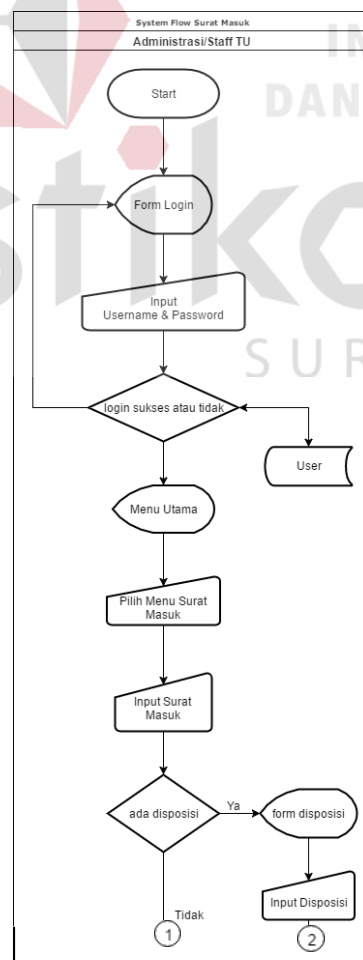 System Flow Surat Masuk
Administrasi/Staff TU
Start
Form Login
Input
Username & Password
login sukses atau tidak
User
Menu Utama
Pilih Menu Surat
Masuk
Input Surat
Masuk
ada disposisi
Ya
form disposisi
Input Disposisi
Tidak
1
2
DAN
S U R